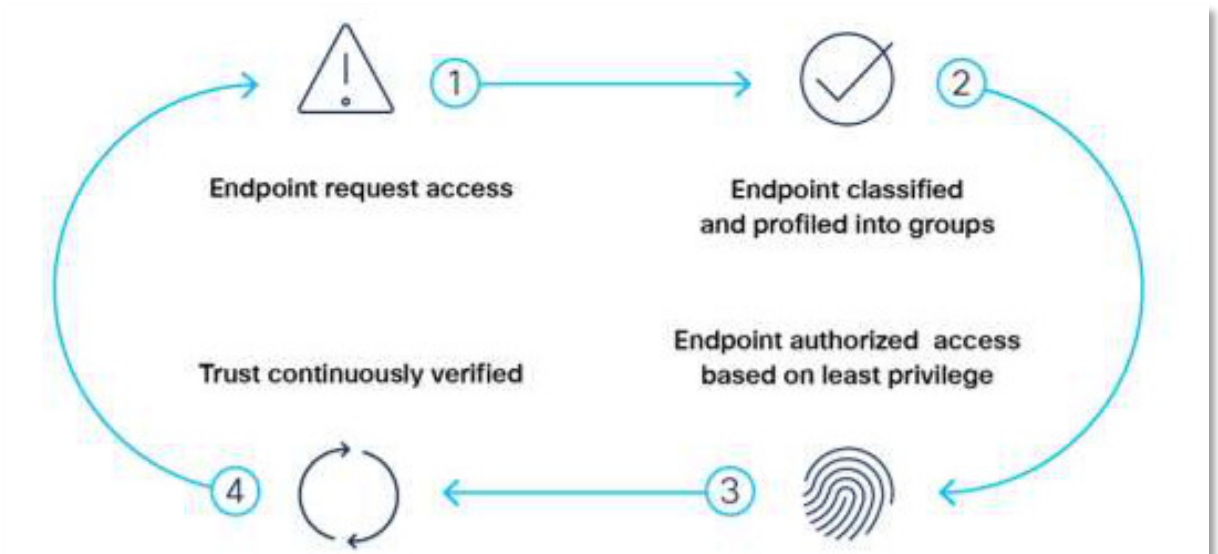 1
2
Endpoint request access
Endpoint classified
and profiled into groups
Endpoint authorized access
based on least privilege
Trust continuously verified
4
3